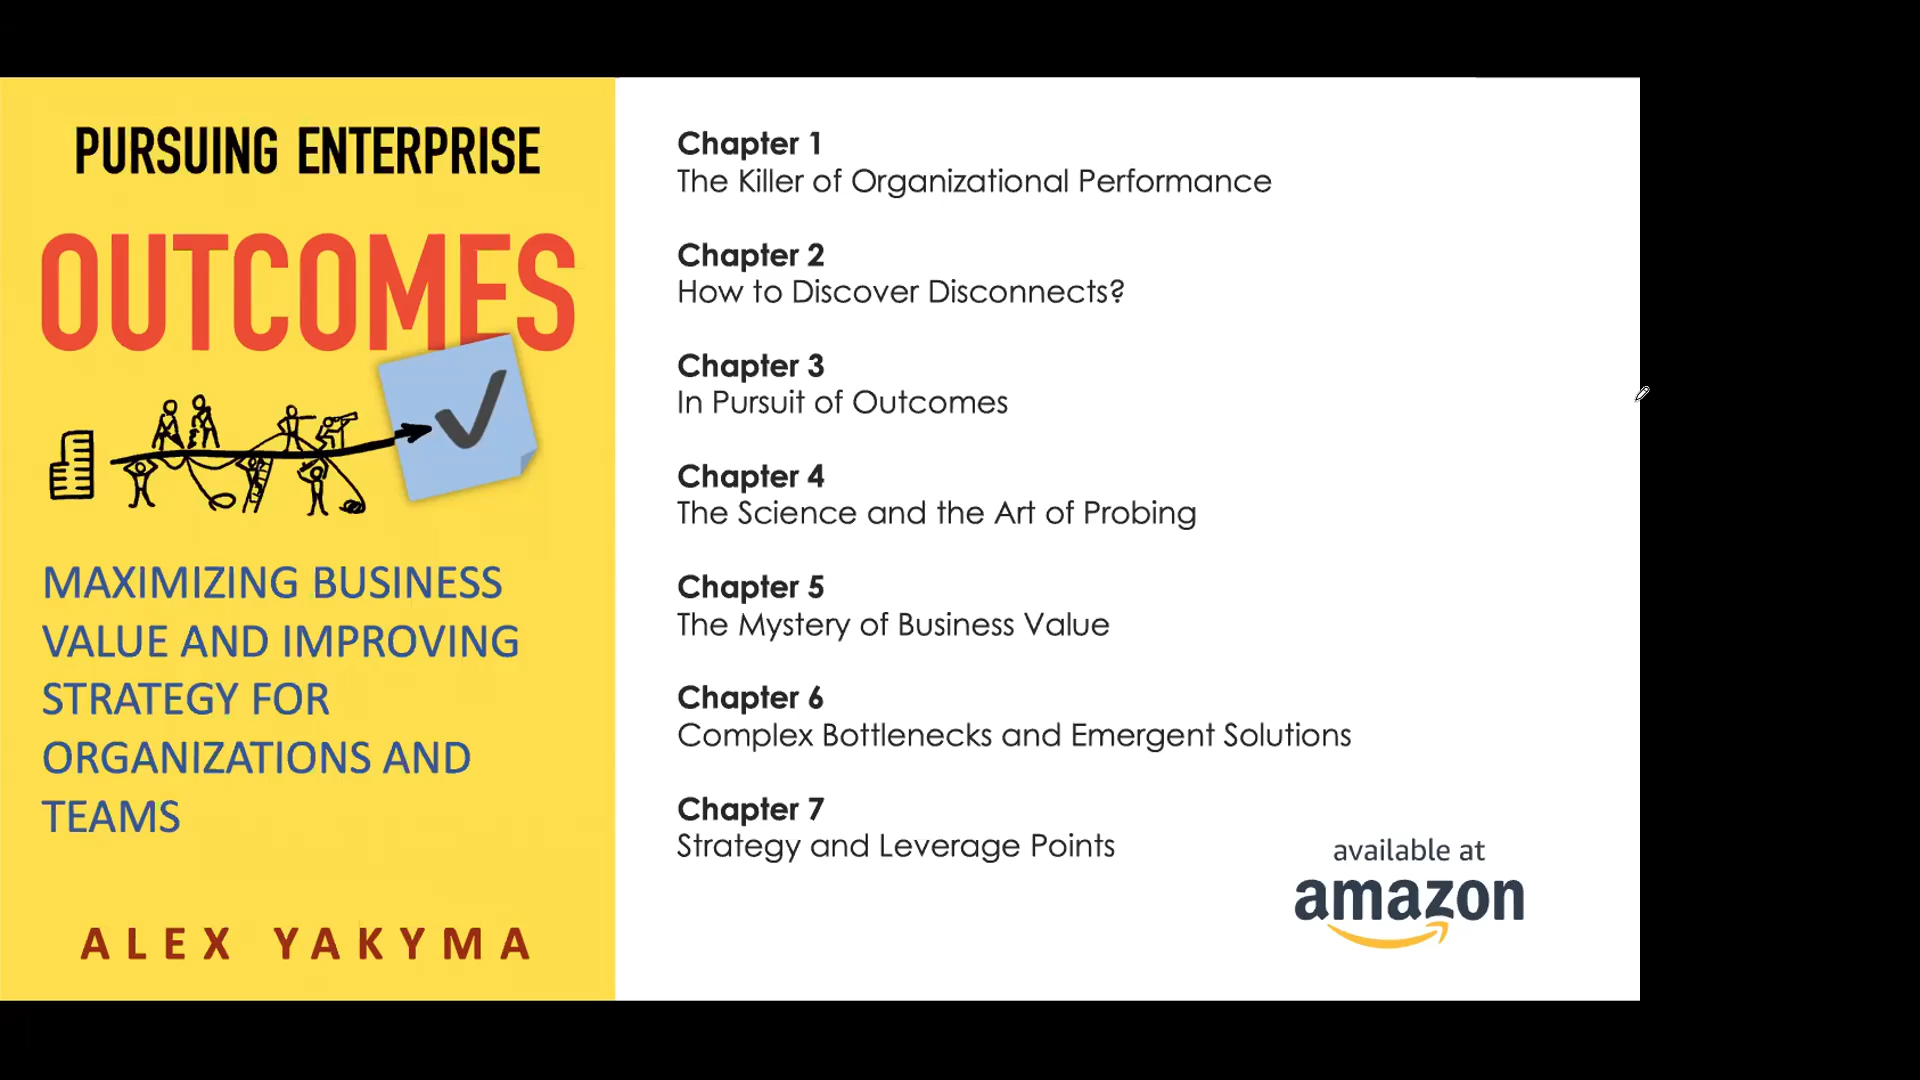 PURSUING ENTERPRISE
OUTCOMES
MAXIMIZING BUSINESS
VALUE AND IMPROVING
STRATEGY FOR
ORGANIZATIONS AND
TEAMS
ALEX YAKYMA
Chapter 1
The Killer of Organizational Performance
Chapter 2
How to Discover Disconnects?
Chapter 3
In Pursuit of Outcomes
Chapter 4
The Science and the Art of Probing
Chapter 5
The Mystery of Business Value
Chapter 6
Complex Bottlenecks and Emergent Solutions
Chapter 7
Strategy and Leverage Points
available at
amazon